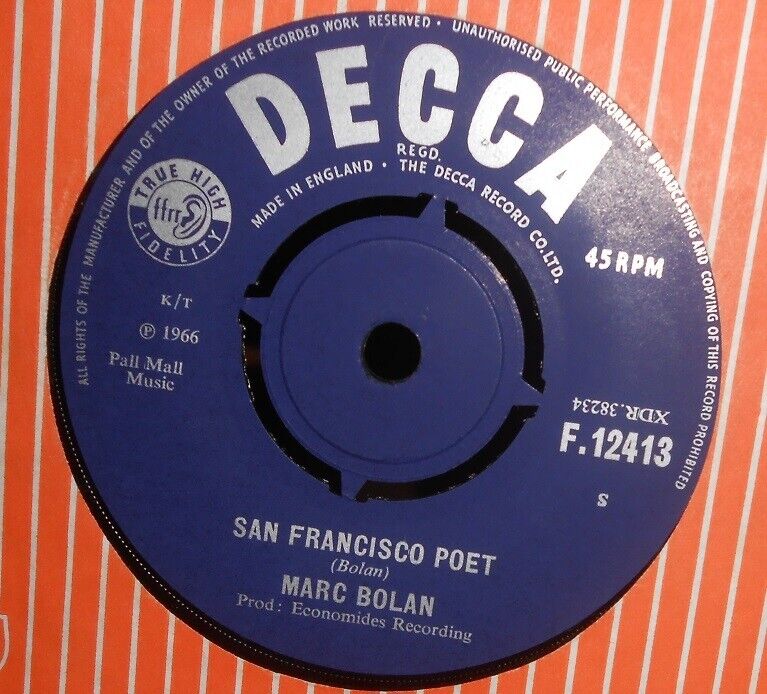 ALL RIGHTS OF THE MANUFACTURER AND OF THE OWNER OF THE RECORDED WORK RESERVED · UNAUTHORISED PUBLIC PERFORMANCE BROADCASTING AND COPYING OF THIS RECORD PROHIBITED
DECCA
REGD.
MADE IN ENGLAND · THE DECCA RECORD CO. LTD.
TRUE HIGH
ffrr
FIDELITY
45 RPM
K/T
℗ 1966
Pall Mall
Music
XDR.38234
F.12413
S
SAN FRANCISCO POET
(Bolan)
MARC BOLAN
Prod: Economides Recording